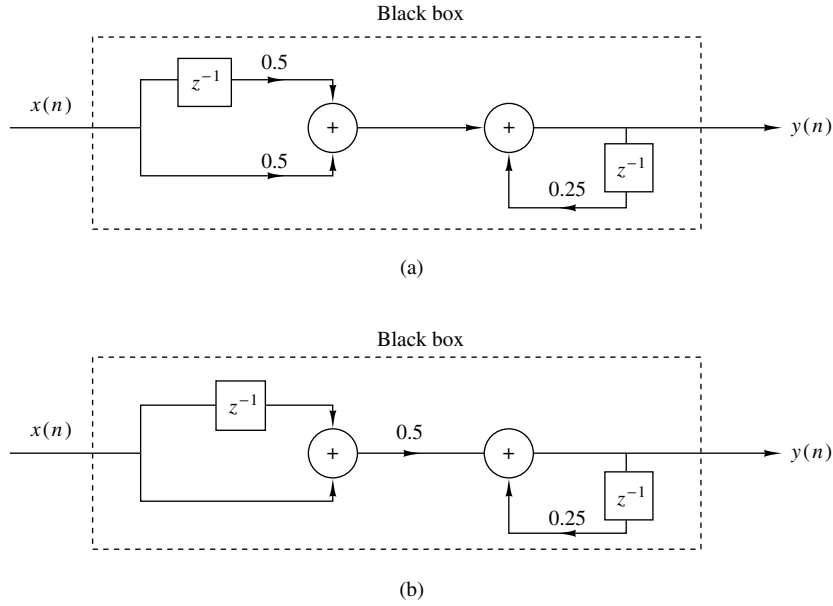 Black box
0.5
z⁻¹
x(n)
+
+
y(n)
0.5
z⁻¹
0.25
(a)
Black box
z⁻¹
x(n)
0.5
+
+
y(n)
z⁻¹
0.25
(b)